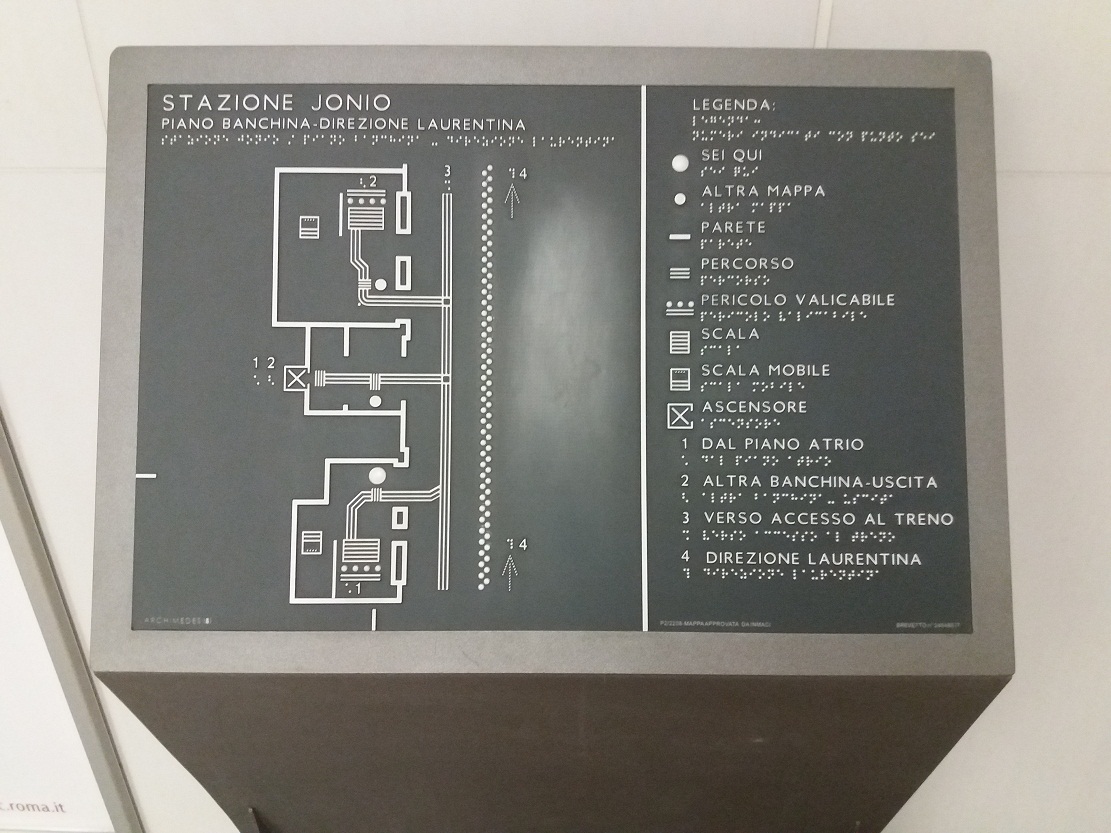 STAZIONE JONIO
PIANO BANCHINA-DIREZIONE LAURENTINA
2
3
4
1 2
4
1
LEGENDA:
SEI QUI
ALTRA MAPPA
PARETE
PERCORSO
PERICOLO VALICABILE
SCALA
SCALA MOBILE
ASCENSORE
1 DAL PIANO ATRIO
2 ALTRA BANCHINA-USCITA
3 VERSO ACCESSO AL TRENO
4 DIREZIONE LAURENTINA
.roma.it